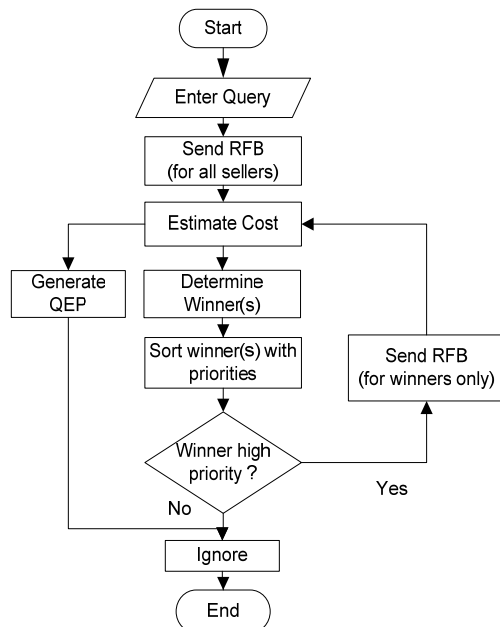 Start
Enter Query
Send RFB
(for all sellers)
Estimate Cost
Generate
QEP
Determine
Winner(s)
Sort winner(s) with
priorities
Send RFB
(for winners only)
Winner high
priority ?
Yes
No
Ignore
End